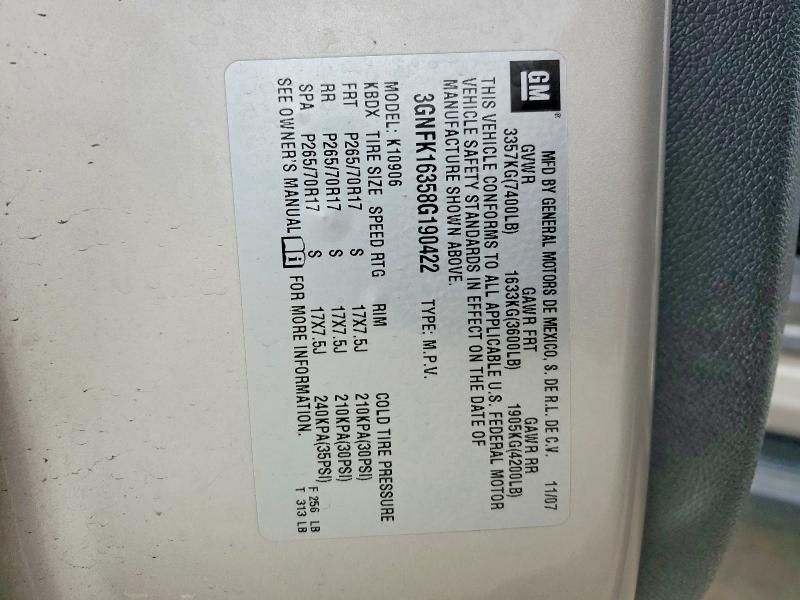 GM®
MFD BY GENERAL MOTORS DE MEXICO, S. DE R.L. DE C.V. 11/07
GVWR GAWR FRT GAWR RR
3357KG(7400LB) 1633KG(3600LB) 1905KG(4200LB)
THIS VEHICLE CONFORMS TO ALL APPLICABLE U.S. FEDERAL MOTOR
VEHICLE SAFETY STANDARDS IN EFFECT ON THE DATE OF
MANUFACTURE SHOWN ABOVE.
3GNFK16358G190422 TYPE: M.P.V.
MODEL: K10906
KBDX TIRE SIZE SPEED RTG RIM COLD TIRE PRESSURE
FRT P265/70R17 S 17X7.5J 210KPA(30PSI)
RR P265/70R17 S 17X7.5J 210KPA(30PSI)
SPA P265/70R17 S 17X7.5J 240KPA(35PSI)
SEE OWNER'S MANUAL i FOR MORE INFORMATION.
F 256 LB
T 313 LB